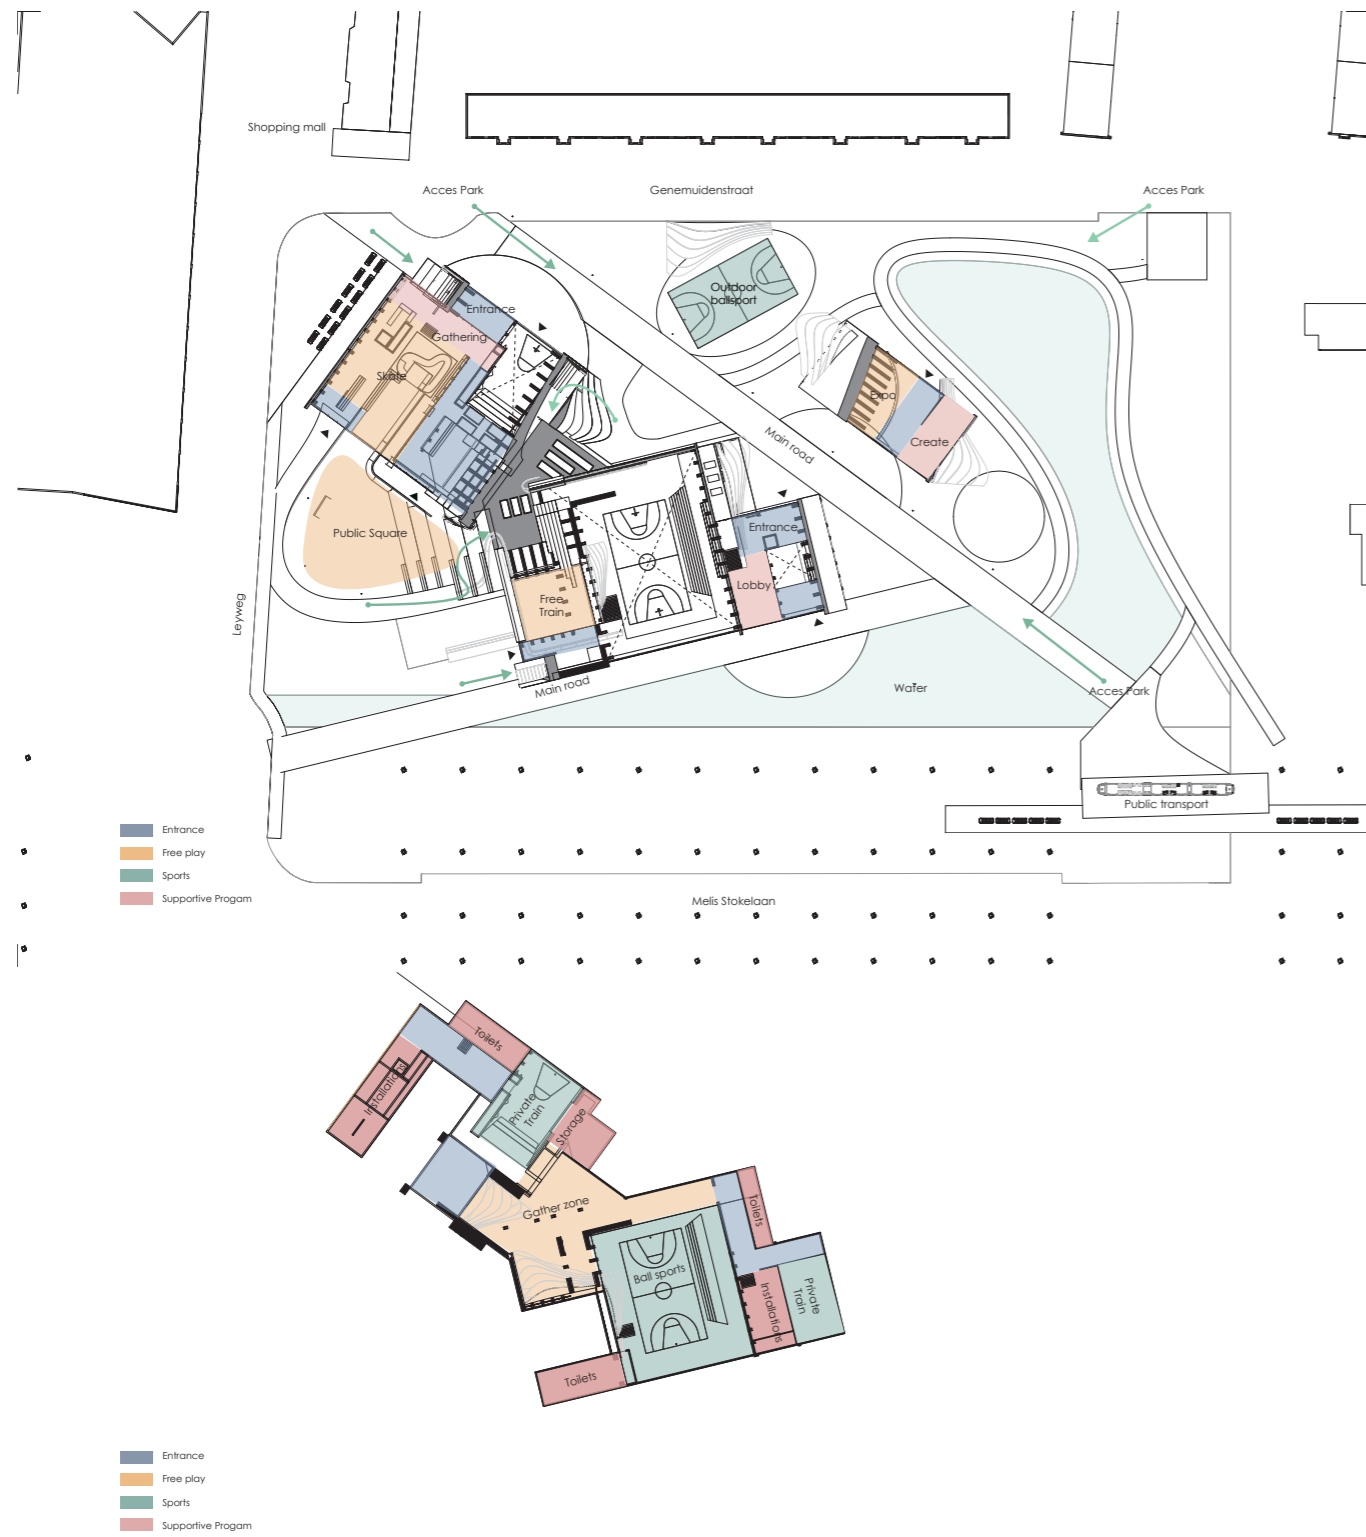 Shopping mall
Acces Park
Genemuidenstraat
Acces Park
Outdoor
ballsport
Entrance
Gathering
Skate
Expo
Create
Main road
Public Square
Entrance
Lobby
Free
Train
Leyweg
Main road
Water
Acces Park
Public transport
Entrance
Free play
Sports
Supportive Progam
Melis Stokelaan
Toilets
Installations
Private
Train
Storage
Gather zone
Toilets
Ball sports
Installations
Private
Train
Toilets
Entrance
Free play
Sports
Supportive Progam